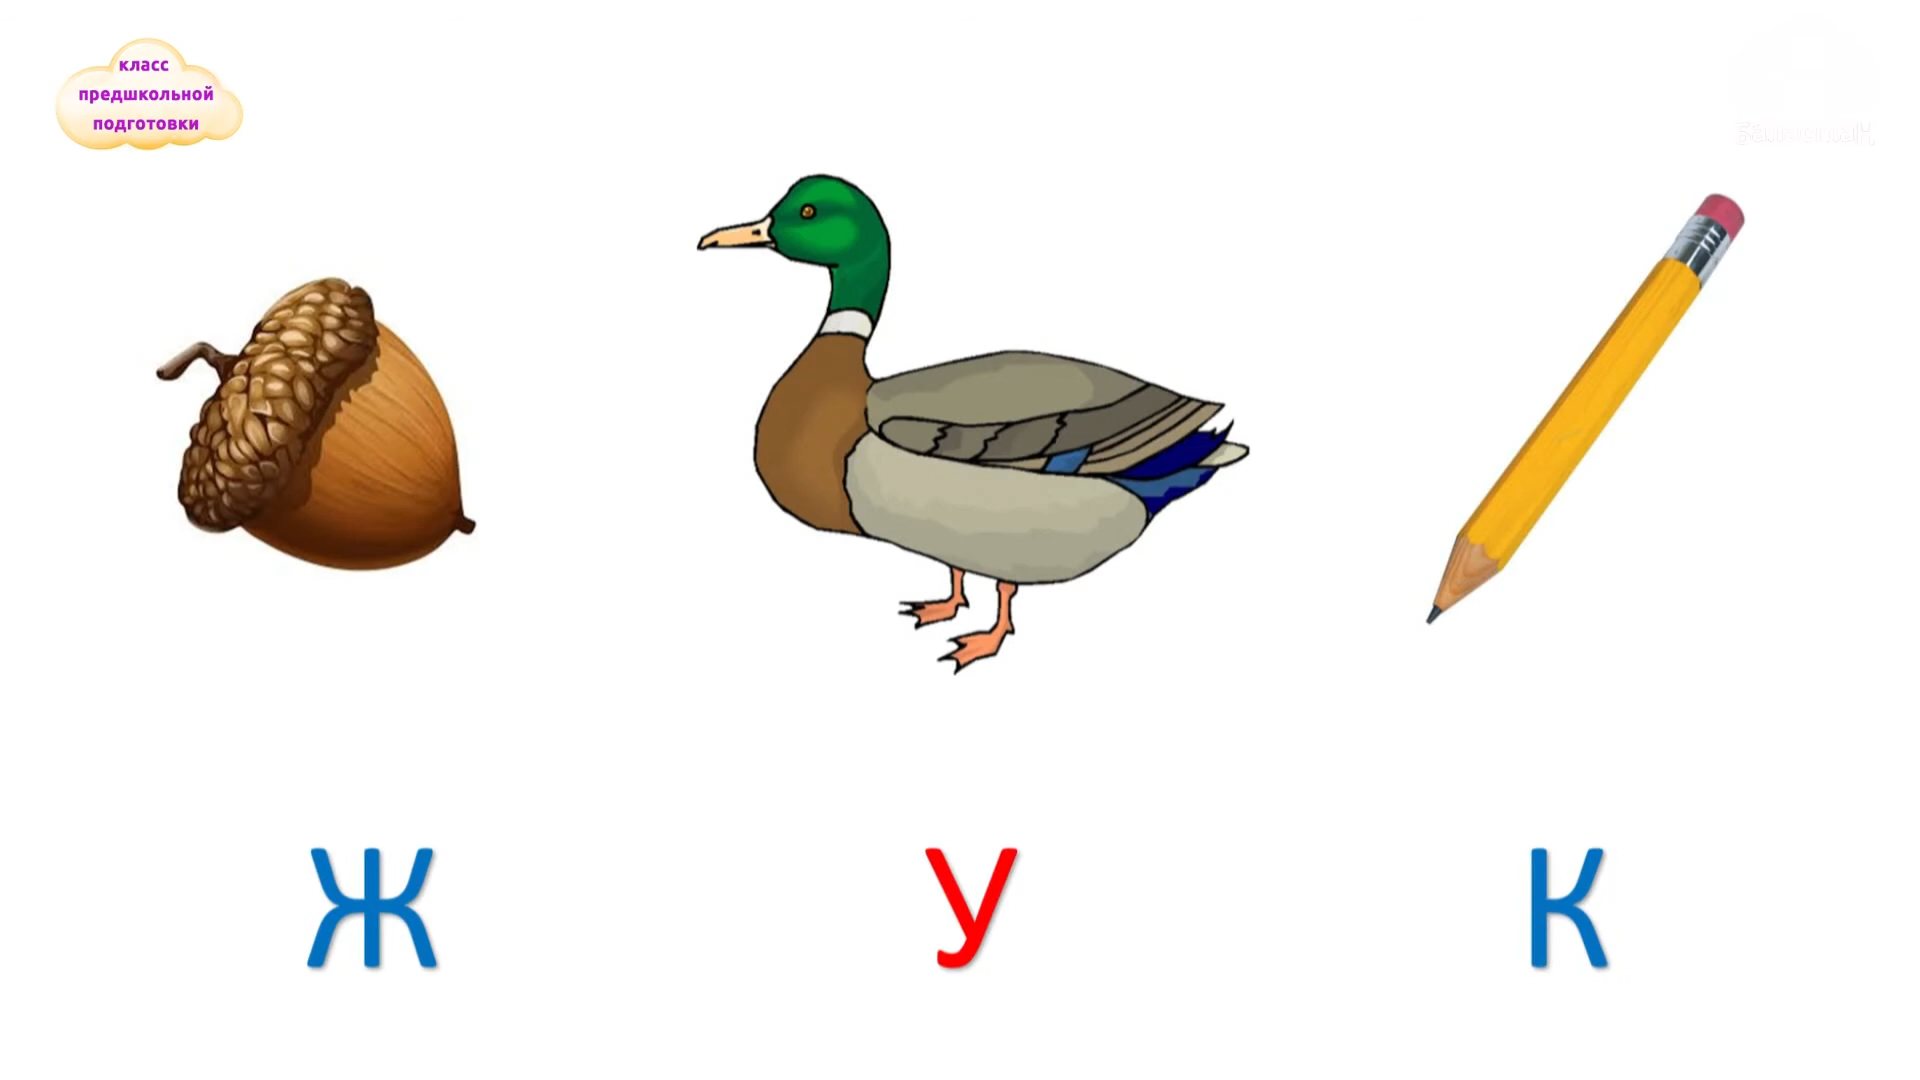 класс
предшкольной
подготовки
Ж У К